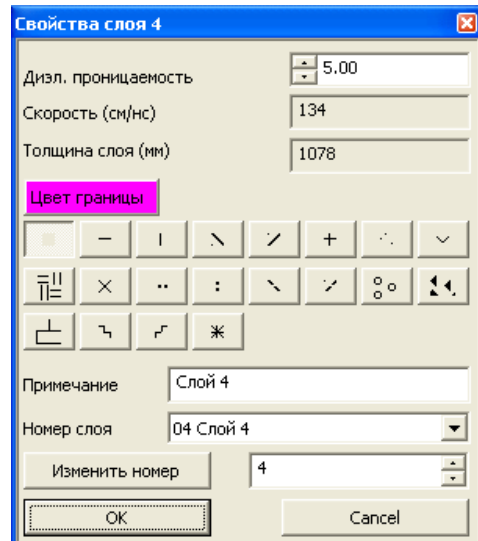 Свойства слоя 4
Диэл. проницаемость 5.00
Скорость (см/нс) 134
Толщина слоя (мм) 1078
Цвет границы
Примечание Слой 4
Номер слоя 04 Слой 4
Изменить номер 4
OK Cancel